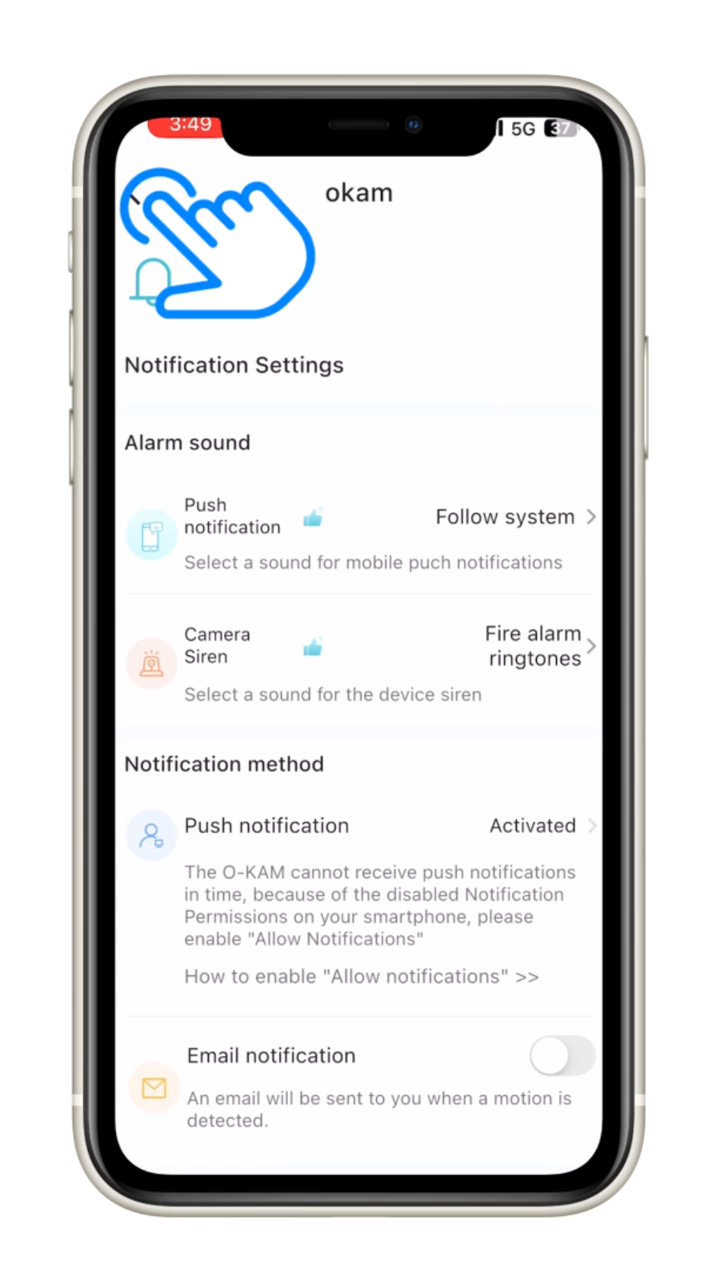 3:49
5G 37
okam
Notification Settings
Alarm sound
Push
notification
Follow system
Select a sound for mobile puch notifications
Camera
Siren
Fire alarm
ringtones
Select a sound for the device siren
Notification method
Push notification
Activated
The O-KAM cannot receive push notifications
in time, because of the disabled Notification
Permissions on your smartphone, please
enable "Allow Notifications"
How to enable "Allow notifications" >>
Email notification
An email will be sent to you when a motion is
detected.